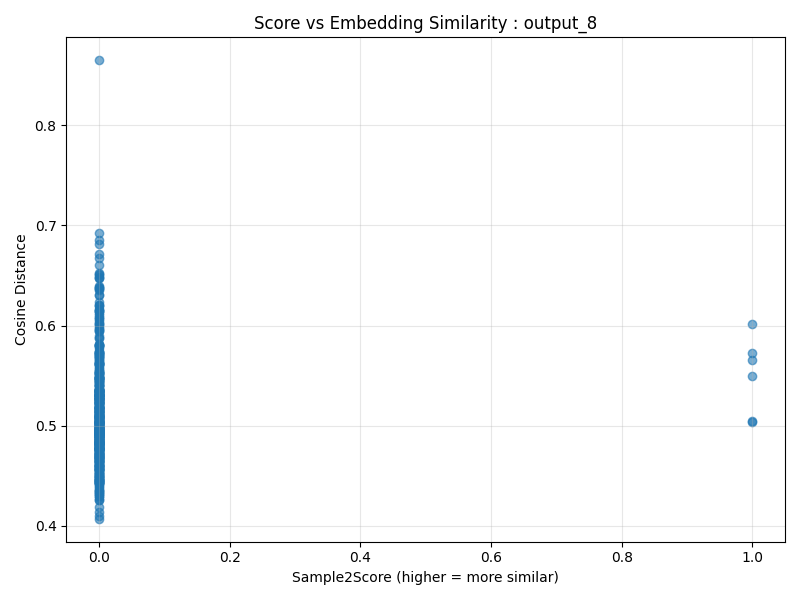 Score vs Embedding Similarity : output_8
Cosine Distance
0.8
0.7
0.6
0.5
0.4
0.0 0.2 0.4 0.6 0.8 1.0
Sample2Score (higher = more similar)